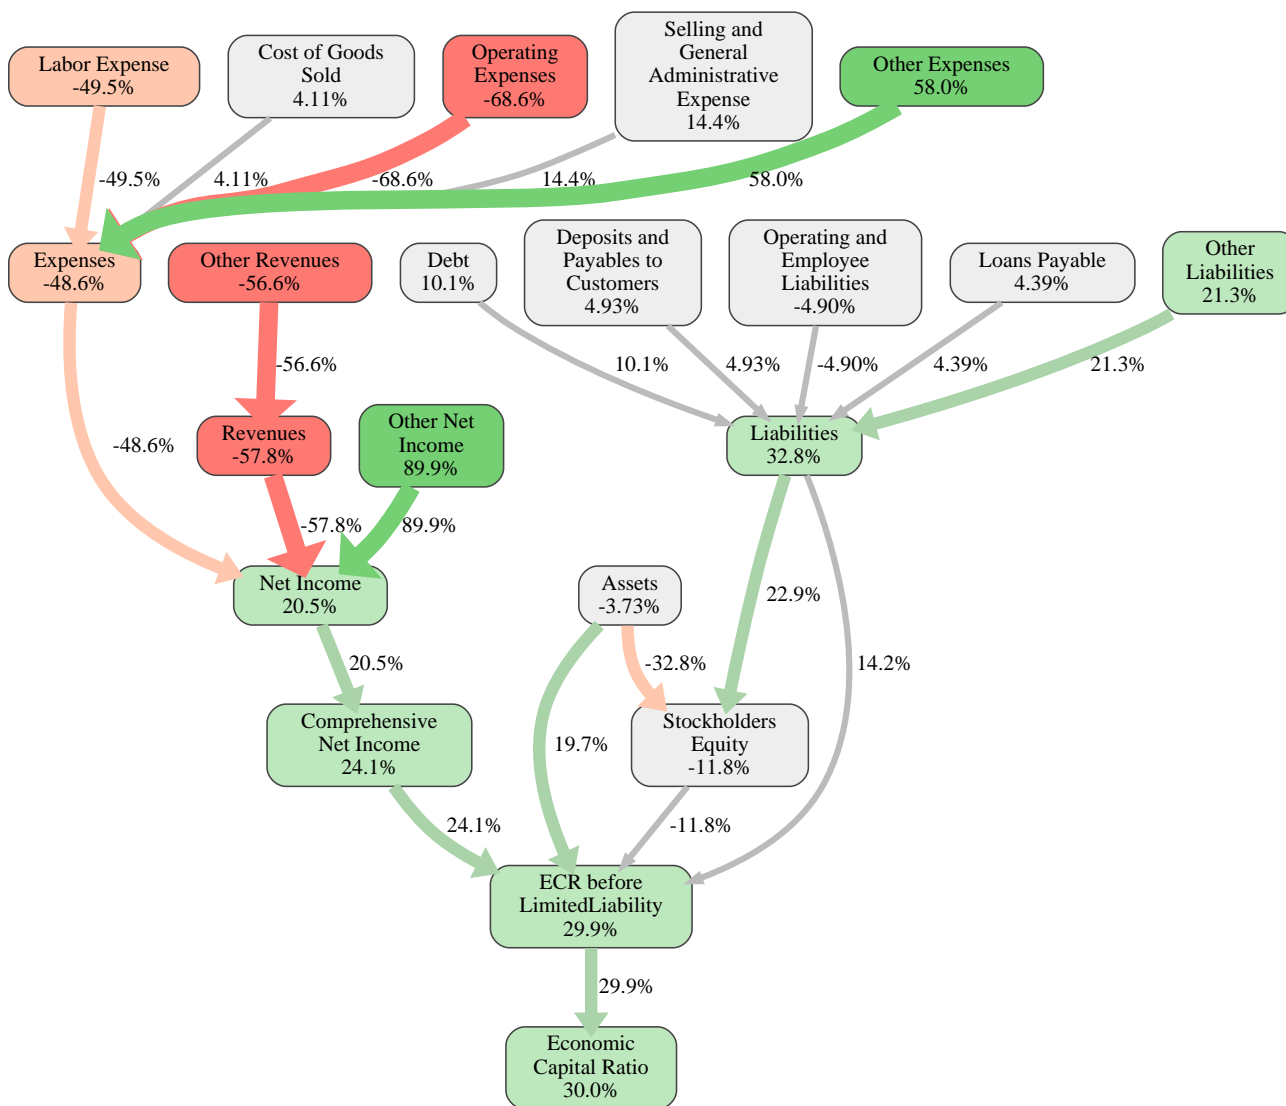 Labor Expense
-49.5%
Cost of Goods
Sold
4.11%
Operating
Expenses
-68.6%
Selling and
General
Administrative
Expense
14.4%
Other Expenses
58.0%
-49.5%
4.11%
-68.6%
14.4%
58.0%
Expenses
-48.6%
Other Revenues
-56.6%
Debt
10.1%
Deposits and
Payables to
Customers
4.93%
Operating and
Employee
Liabilities
-4.90%
Loans Payable
4.39%
Other
Liabilities
21.3%
-56.6%
10.1%
4.93%
-4.90%
4.39%
21.3%
-48.6%
Revenues
-57.8%
Other Net
Income
89.9%
Liabilities
32.8%
-57.8%
89.9%
Net Income
20.5%
Assets
-3.73%
22.9%
20.5%
-32.8%
14.2%
Comprehensive
Net Income
24.1%
19.7%
Stockholders
Equity
-11.8%
24.1%
-11.8%
ECR before
LimitedLiability
29.9%
29.9%
Economic
Capital Ratio
30.0%